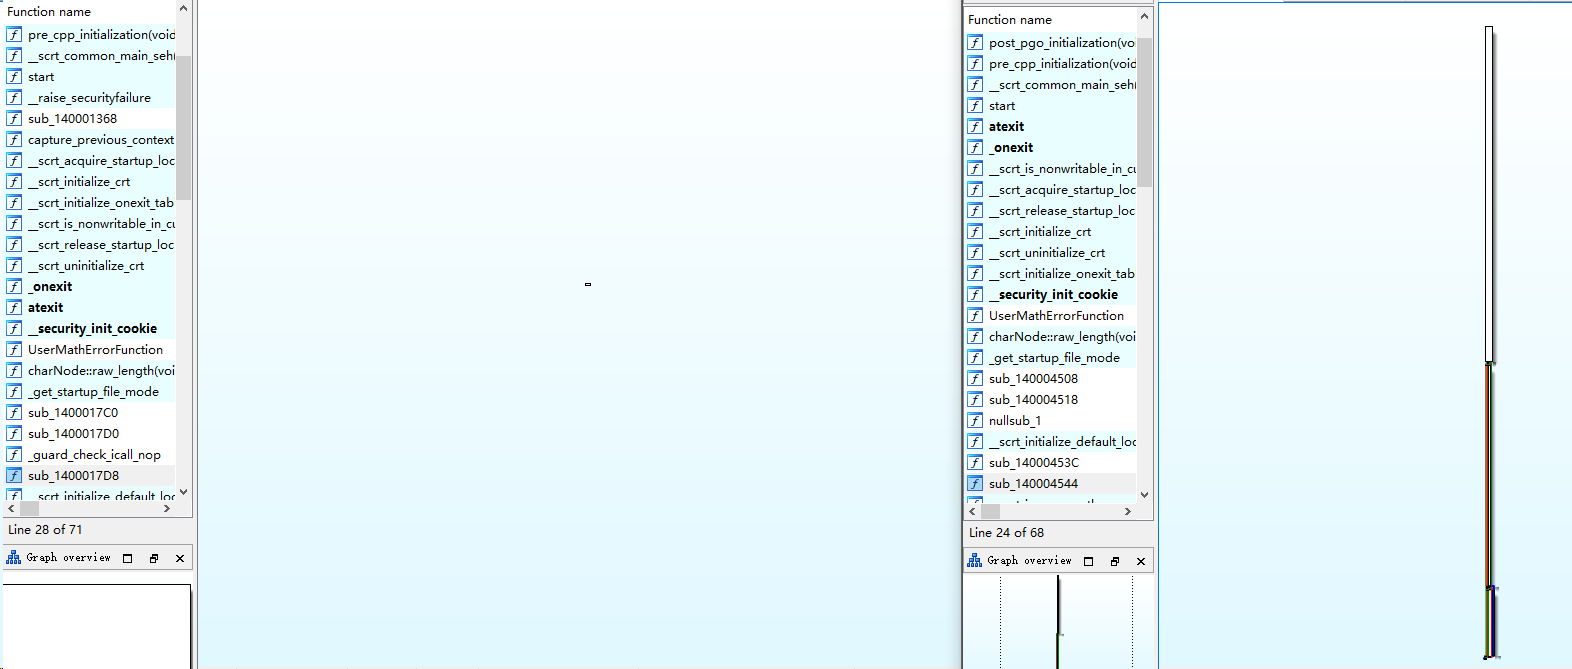 Function name
pre_cpp_initialization(void
__scrt_common_main_seh(
start
__raise_securityfailure
sub_140001368
capture_previous_context
__scrt_acquire_startup_loc
__scrt_initialize_crt
__scrt_initialize_onexit_tab
__scrt_is_nonwritable_in_cu
__scrt_release_startup_loc
__scrt_uninitialize_crt
_onexit
atexit
__security_init_cookie
UserMathErrorFunction
charNode::raw_length(voi
_get_startup_file_mode
sub_1400017C0
sub_1400017D0
_guard_check_icall_nop
sub_1400017D8
__scrt_initialize_default_loc
Line 28 of 71
Graph overview
Function name
post_pgo_initialization(voi
pre_cpp_initialization(void
__scrt_common_main_seh(
start
atexit
_onexit
__scrt_is_nonwritable_in_cu
__scrt_acquire_startup_loc
__scrt_release_startup_loc
__scrt_initialize_crt
__scrt_uninitialize_crt
__scrt_initialize_onexit_tab
__security_init_cookie
UserMathErrorFunction
charNode::raw_length(voi
_get_startup_file_mode
sub_140004508
sub_140004518
nullsub_1
__scrt_initialize_default_loc
sub_14000453C
sub_140004544
Line 24 of 68
Graph overview